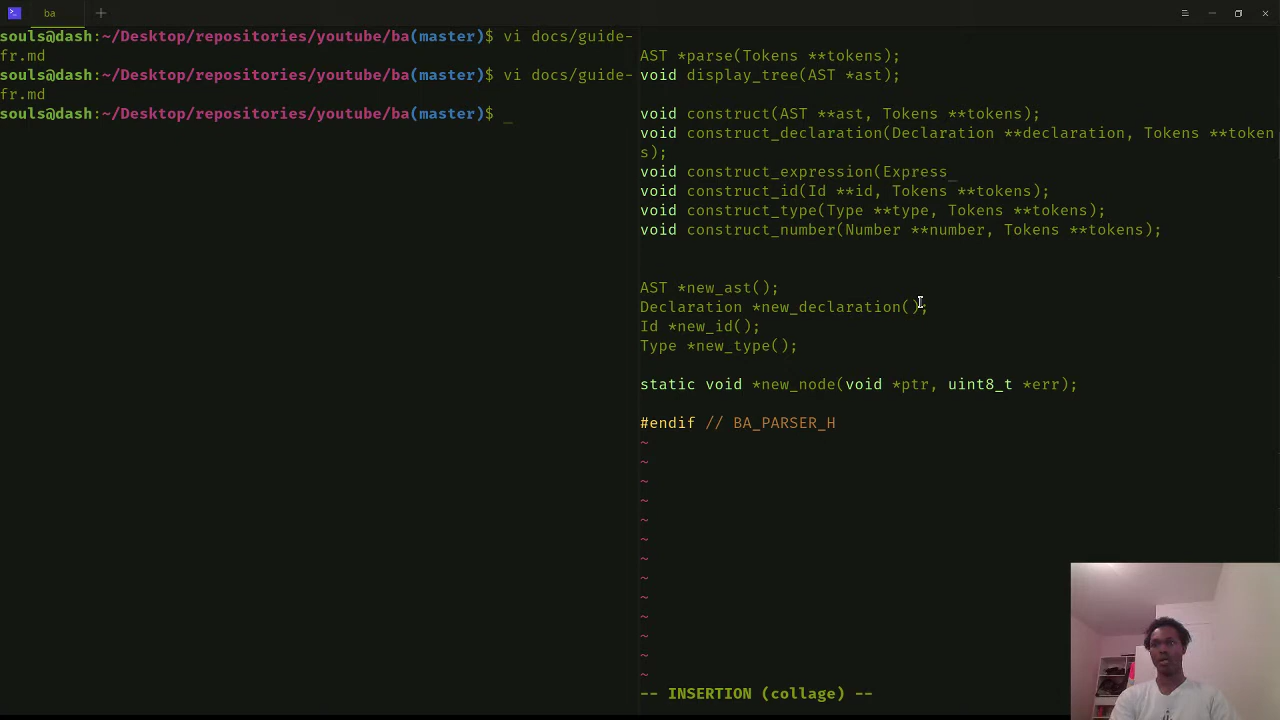 ba
souls@dash:~/Desktop/repositories/youtube/ba(master)$ vi docs/guide-
fr.md
souls@dash:~/Desktop/repositories/youtube/ba(master)$ vi docs/guide-
fr.md
souls@dash:~/Desktop/repositories/youtube/ba(master)$ _
AST *parse(Tokens **tokens);
void display_tree(AST *ast);
void construct(AST **ast, Tokens **tokens);
void construct_declaration(Declaration **declaration, Tokens **token
s);
void construct_expression(Express_
void construct_id(Id **id, Tokens **tokens);
void construct_type(Type **type, Tokens **tokens);
void construct_number(Number **number, Tokens **tokens);
AST *new_ast();
Declaration *new_declaration();
Id *new_id();
Type *new_type();
static void *new_node(void *ptr, uint8_t *err);
#endif // BA_PARSER_H
~
~
~
~
~
~
~
~
~
~
~
~
~
-- INSERTION (collage) --